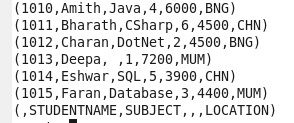 (1010,Amith,Java,4,6000,BNG)
(1011,Bharath,CSharp,6,4500,CHN)
(1012,Charan,DotNet,2,4500,BNG)
(1013,Deepa, ,1,7200,MUM)
(1014,Eshwar,SQL,5,3900,CHN)
(1015,Faran,Database,3,4400,MUM)
(,STUDENTNAME,SUBJECT,,,LOCATION)